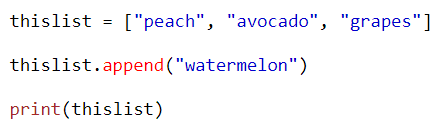 thislist = ["peach", "avocado", "grapes"]
thislist.append("watermelon")
print(thislist)